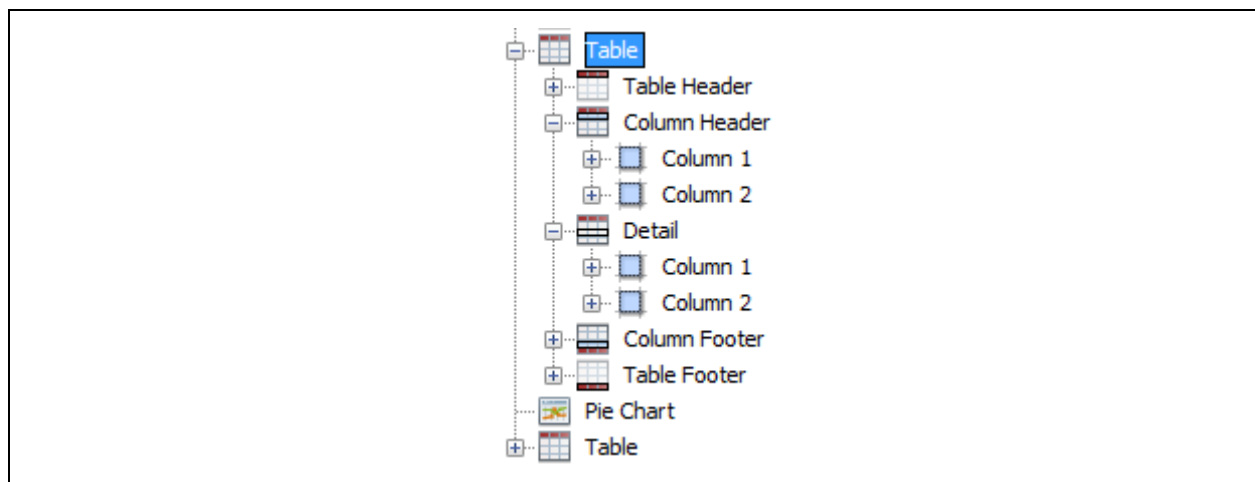 Table
Table Header
Column Header
Column 1
Column 2
Detail
Column 1
Column 2
Column Footer
Table Footer
Pie Chart
Table